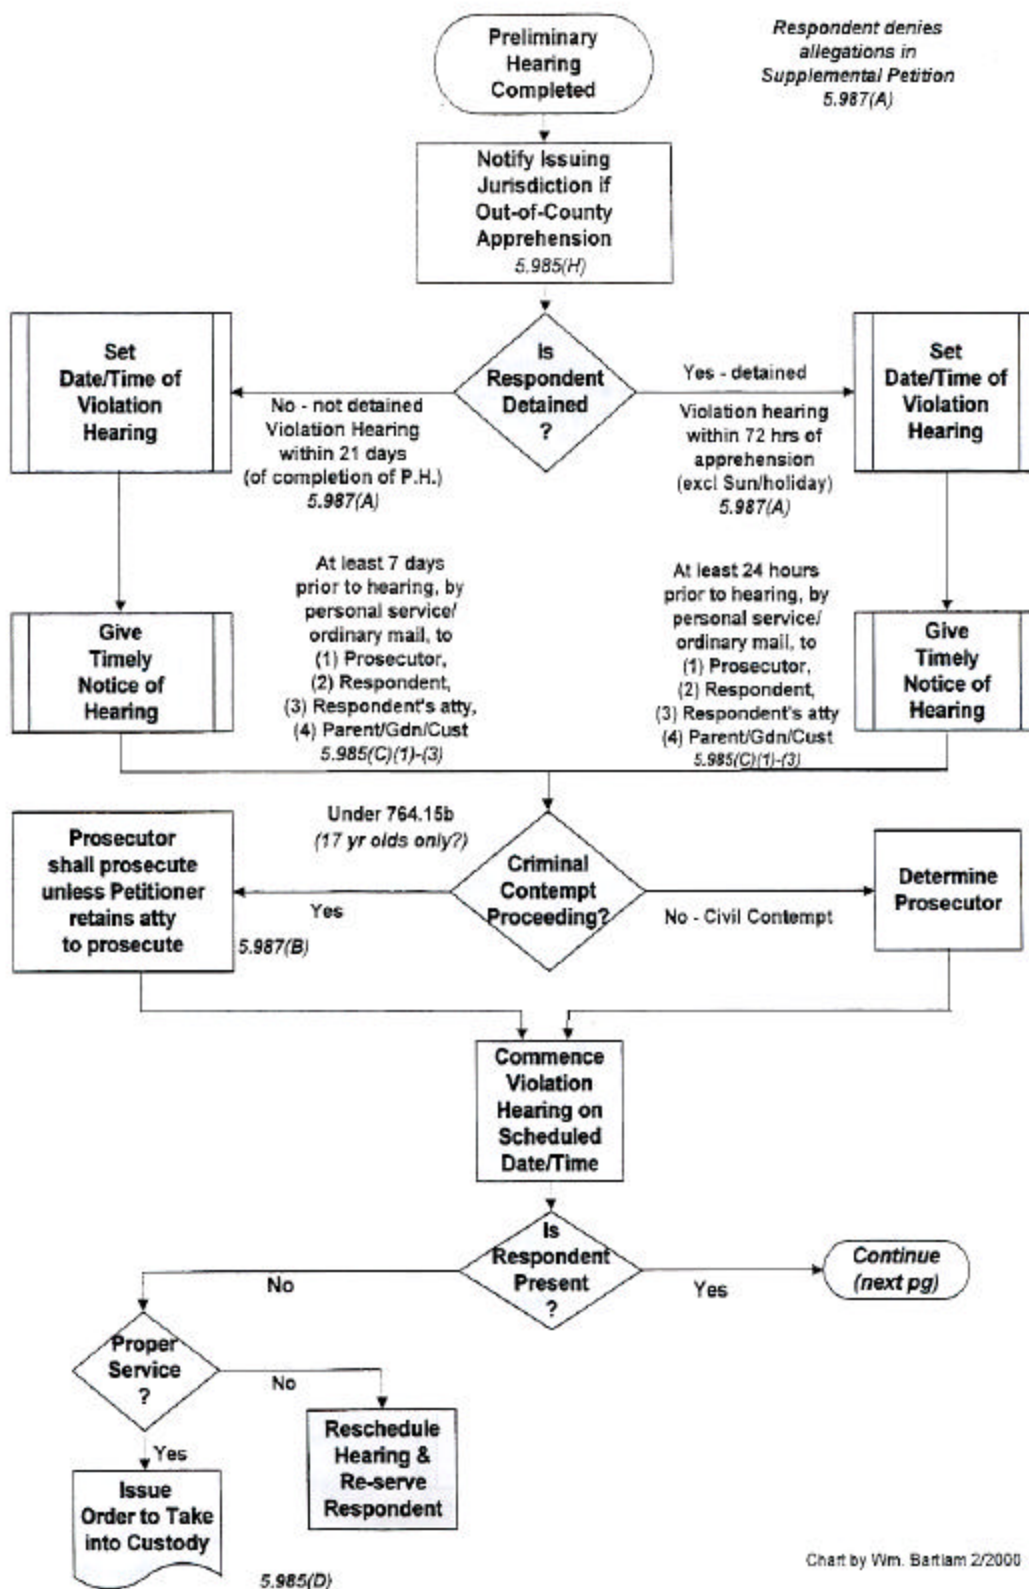 Preliminary
Hearing
Completed
Respondent denies
allegations in
Supplemental Petition
5.987(A)
Notify Issuing
Jurisdiction if
Out-of-County
Apprehension
5.985(H)
Set
Date/Time of
Violation
Hearing
Is
Respondent
Detained
?
Set
Date/Time of
Violation
Hearing
No - not detained
Violation Hearing
within 21 days
(of completion of P.H.)
5.987(A)
Yes - detained
Violation hearing
within 72 hrs of
apprehension
(excl Sun/holiday)
5.987(A)
Give
Timely
Notice of
Hearing
At least 7 days
prior to hearing, by
personal service/
ordinary mail, to
(1) Prosecutor,
(2) Respondent,
(3) Respondent's atty,
(4) Parent/Gdn/Cust
5.985(C)(1)-(3)
At least 24 hours
prior to hearing, by
personal service/
ordinary mail, to
(1) Prosecutor,
(2) Respondent,
(3) Respondent's atty
(4) Parent/Gdn/Cust
5.985(C)(1)-(3)
Give
Timely
Notice of
Hearing
Under 764.15b
(17 yr olds only?)
Prosecutor
shall prosecute
unless Petitioner
retains atty
to prosecute
Yes
5.987(B)
Criminal
Contempt
Proceeding?
No - Civil Contempt
Determine
Prosecutor
Commence
Violation
Hearing on
Scheduled
Date/Time
Is
Respondent
Present
?
No
Yes
Continue
(next pg)
Proper
Service
?
No
Yes
Reschedule
Hearing &
Re-serve
Respondent
Issue
Order to Take
into Custody
5.985(D)
Chart by Wm. Bartlam 2/2000